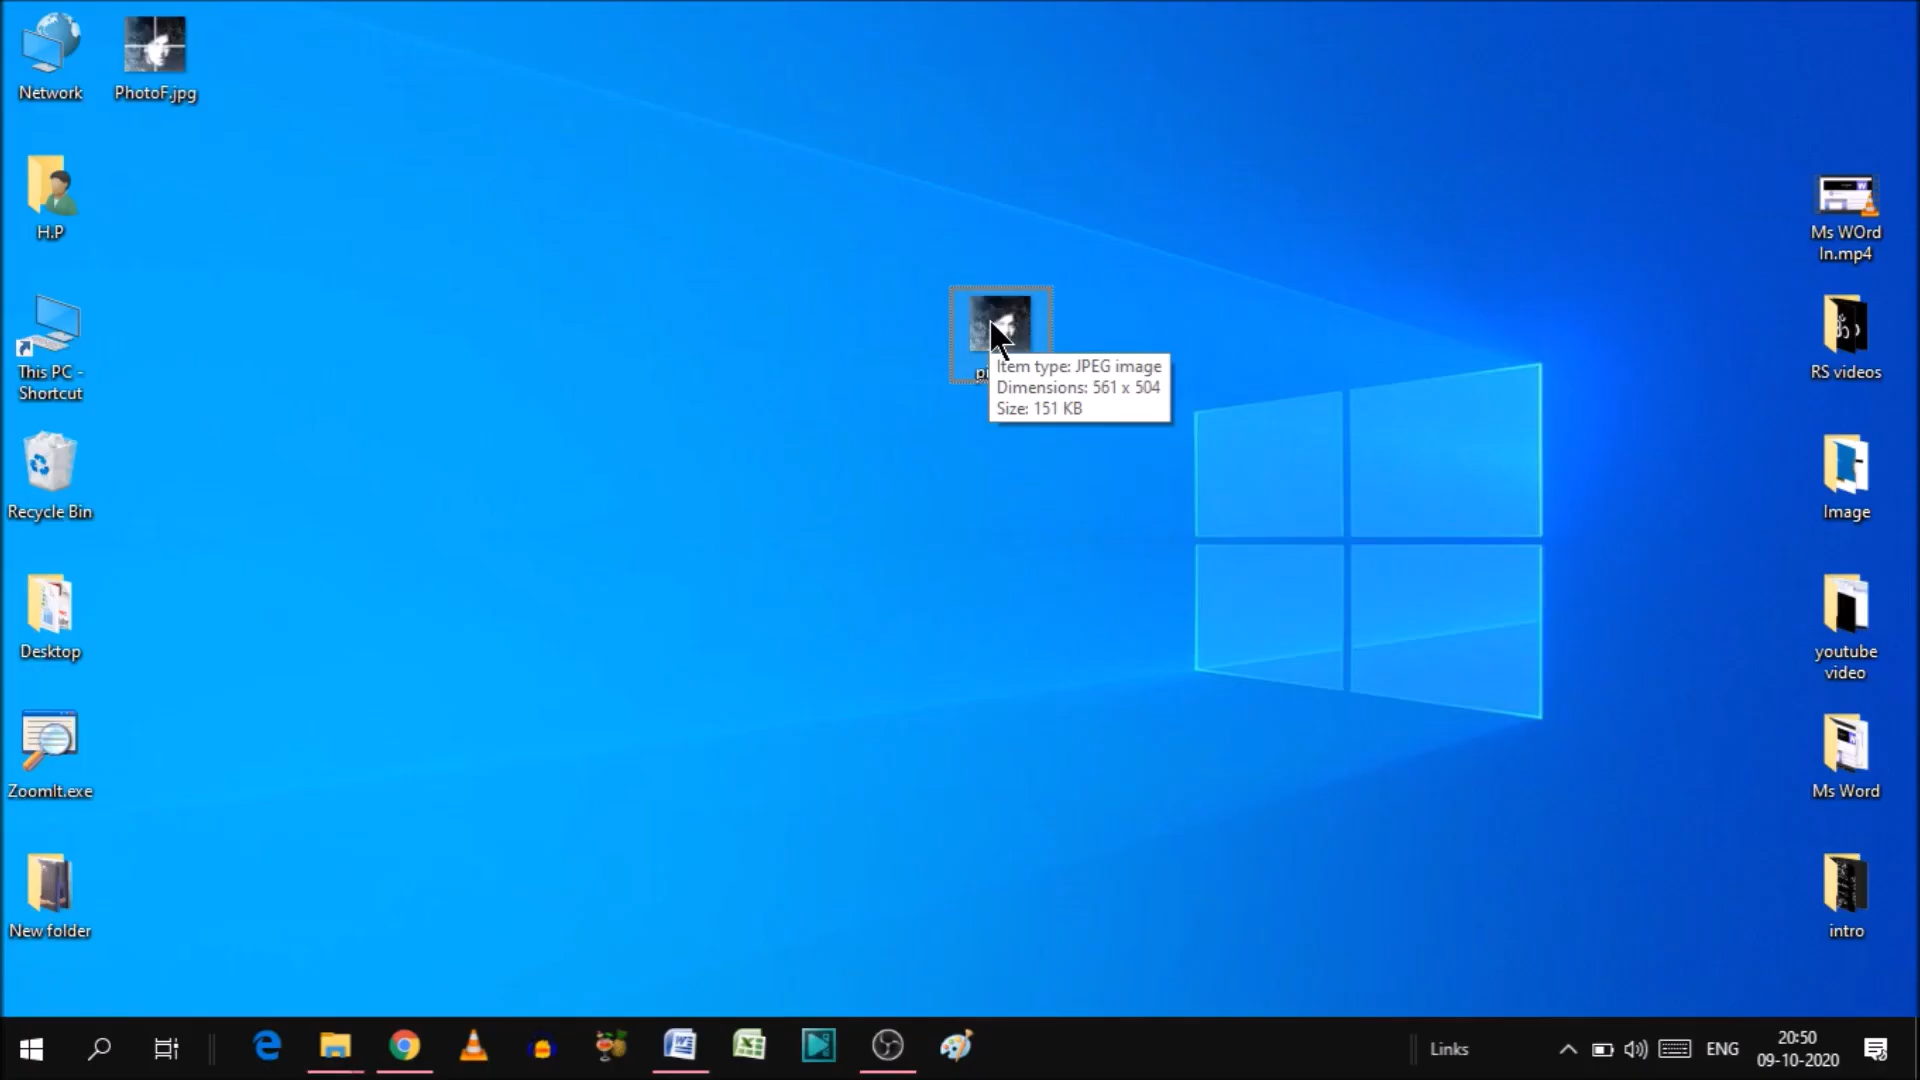 Network
PhotoF.jpg
H.P
This PC -
Shortcut
Recycle Bin
Desktop
ZoomIt.exe
New folder
Item type: JPEG image
Dimensions: 561 x 504
Size: 151 KB
Ms WOrd
In.mp4
RS videos
Image
youtube
video
Ms Word
intro
Links
ENG
20:50
09-10-2020